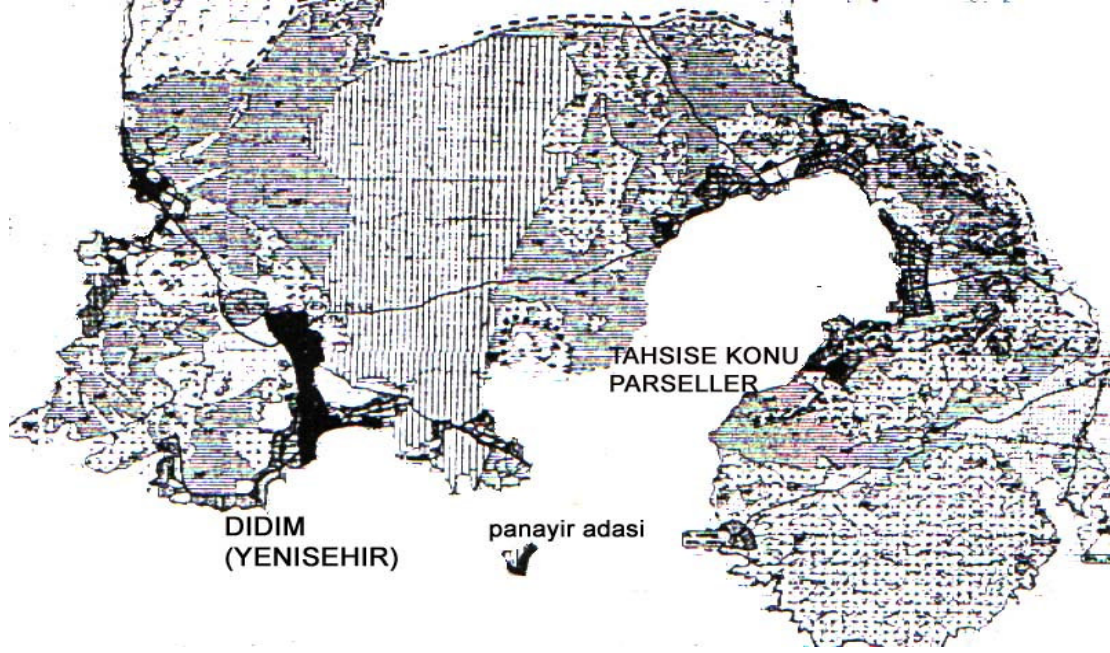 TAHSISE KONU
PARSELLER
DIDIM
(YENISEHIR)
panayir adasi